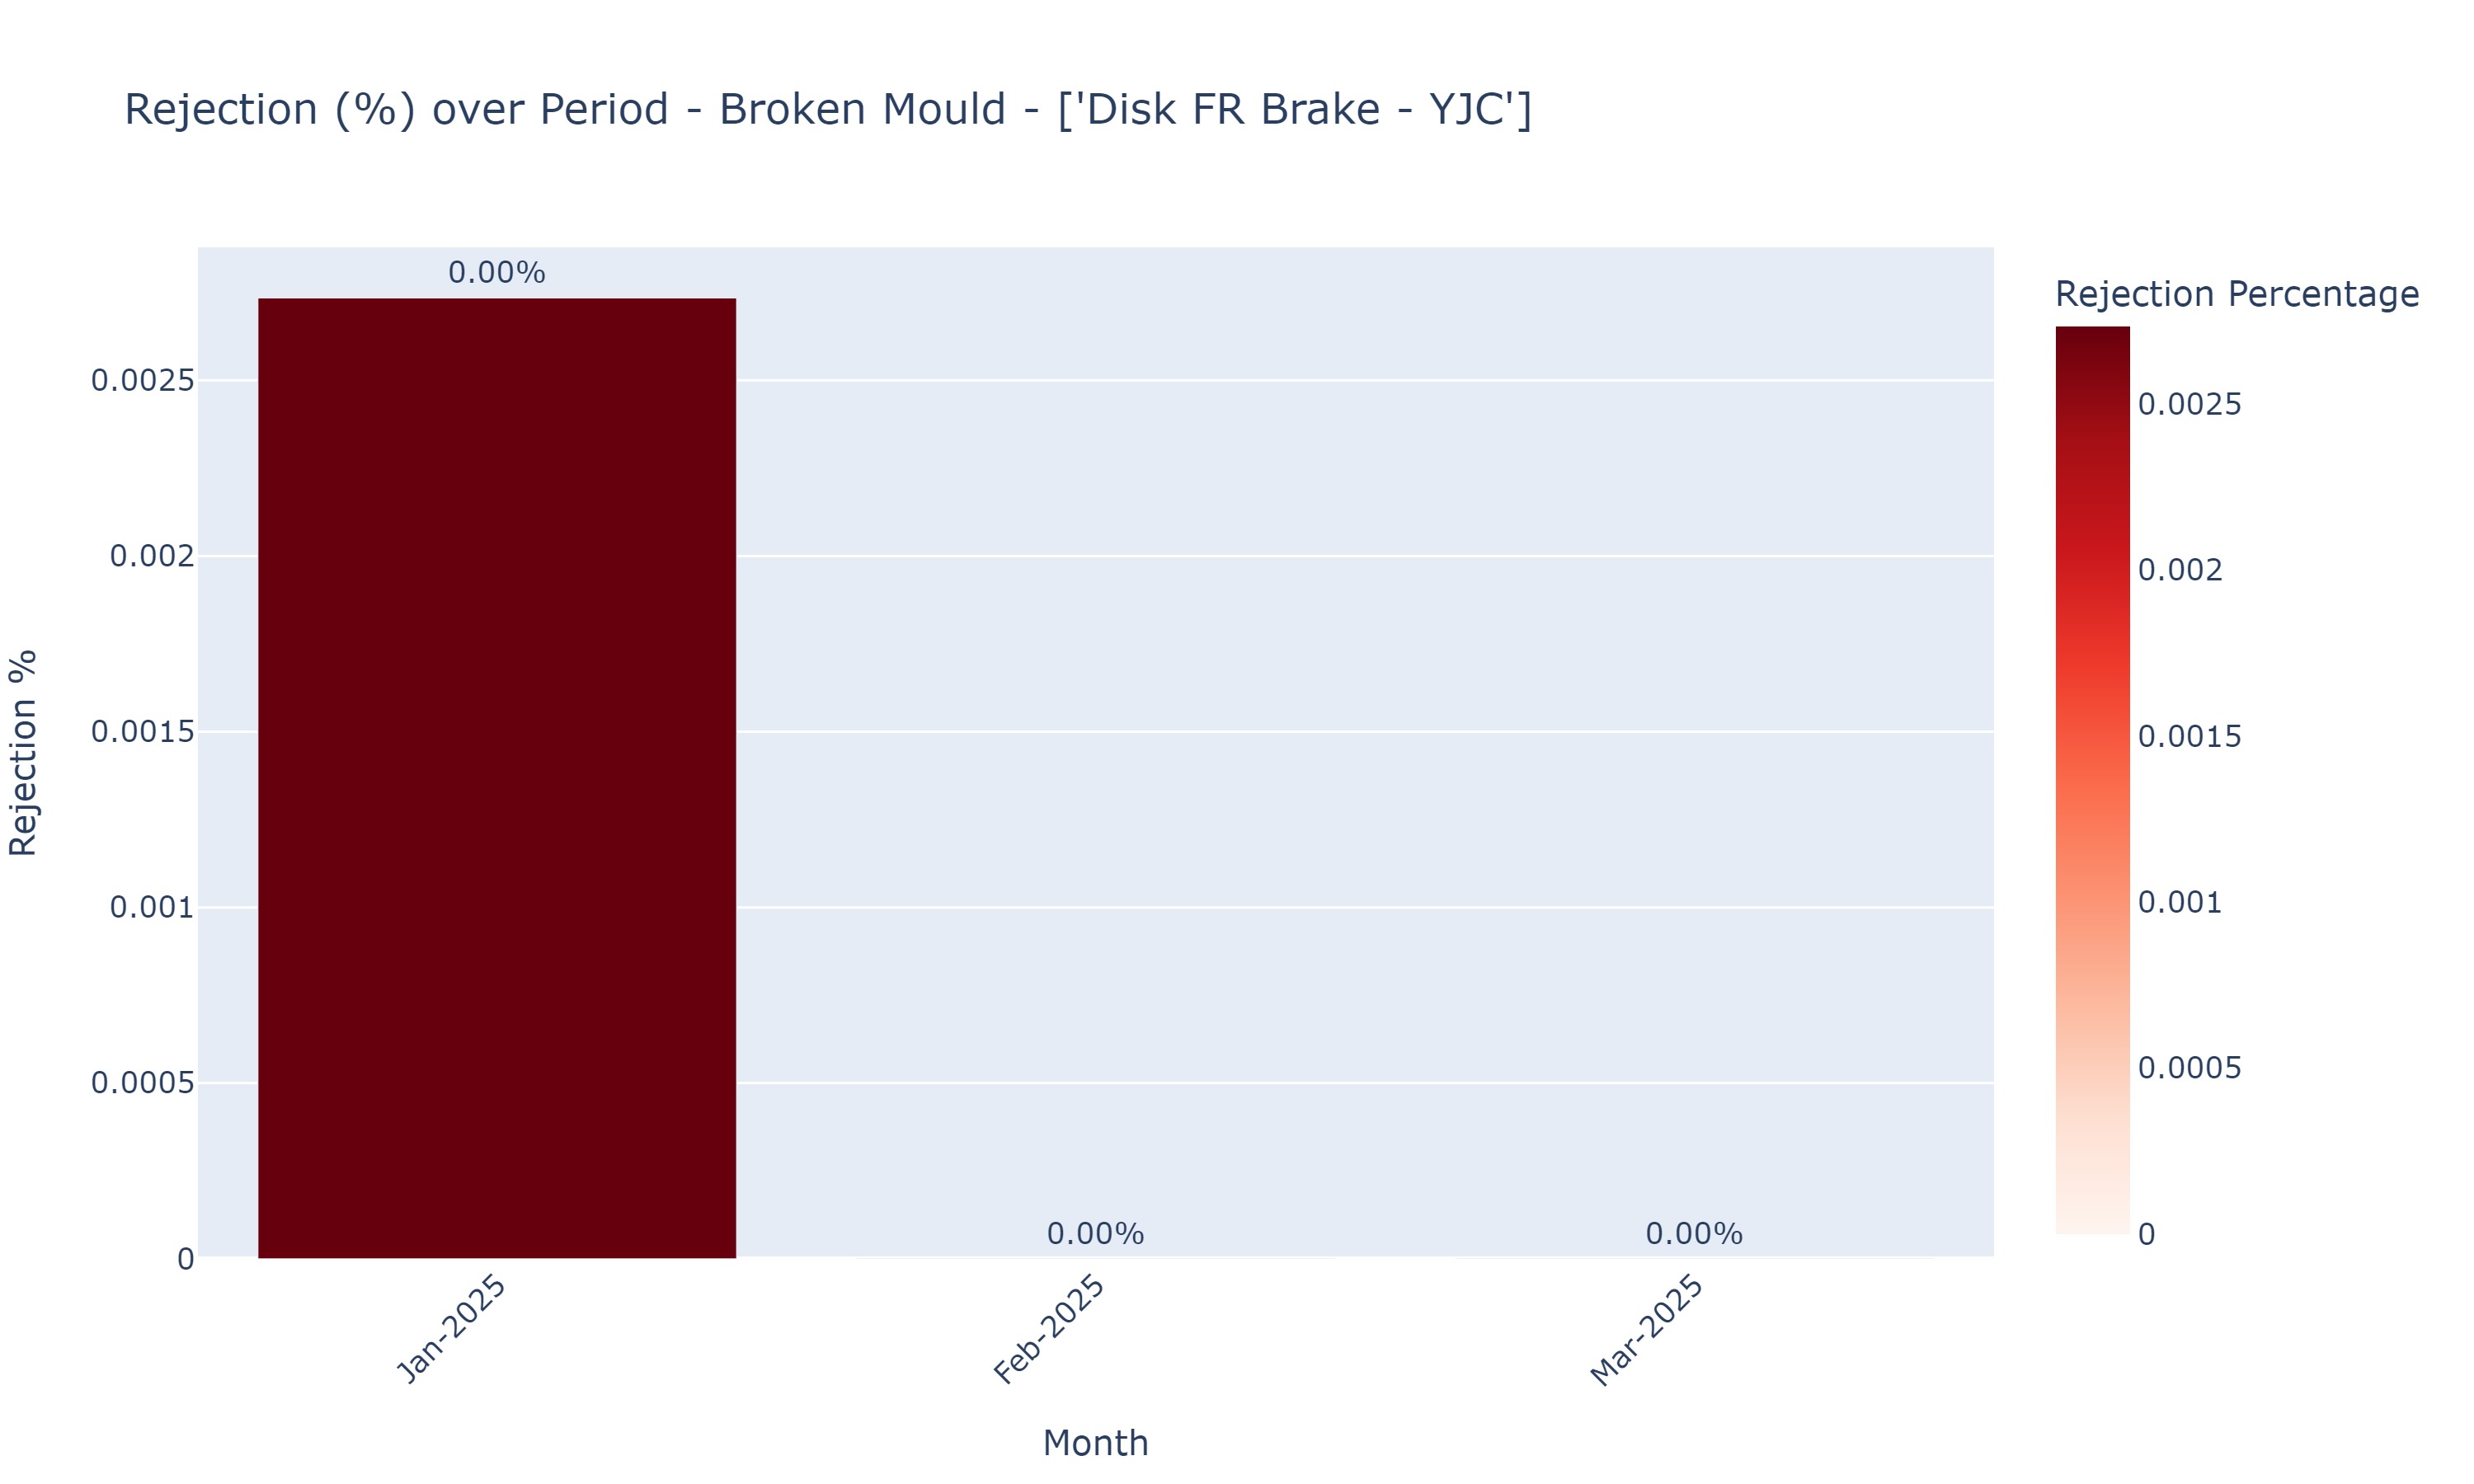 Rejection (%) over Period - Broken Mould - ['Disk FR Brake - YJC']
Rejection Percentage
0.00%
0.00%
0.00%
Rejection %
0.0025
0.002
0.0015
0.001
0.0005
0
Jan-2025
Feb-2025
Mar-2025
Month
0.0025
0.002
0.0015
0.001
0.0005
0